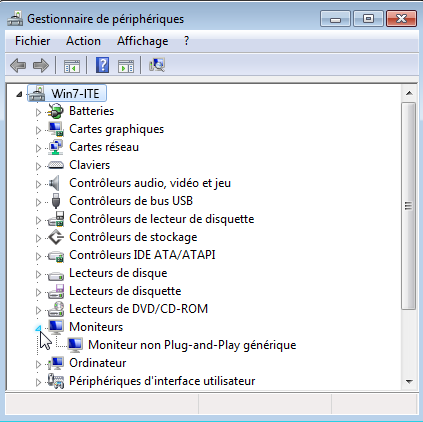 Gestionnaire de périphériques
Fichier Action Affichage ?
Win7-ITE
Batteries
Cartes graphiques
Cartes réseau
Claviers
Contrôleurs audio, vidéo et jeu
Contrôleurs de bus USB
Contrôleurs de lecteur de disquette
Contrôleurs de stockage
Contrôleurs IDE ATA/ATAPI
Lecteurs de disque
Lecteurs de disquette
Lecteurs de DVD/CD-ROM
Moniteurs
Moniteur non Plug-and-Play générique
Ordinateur
Périphériques d'interface utilisateur